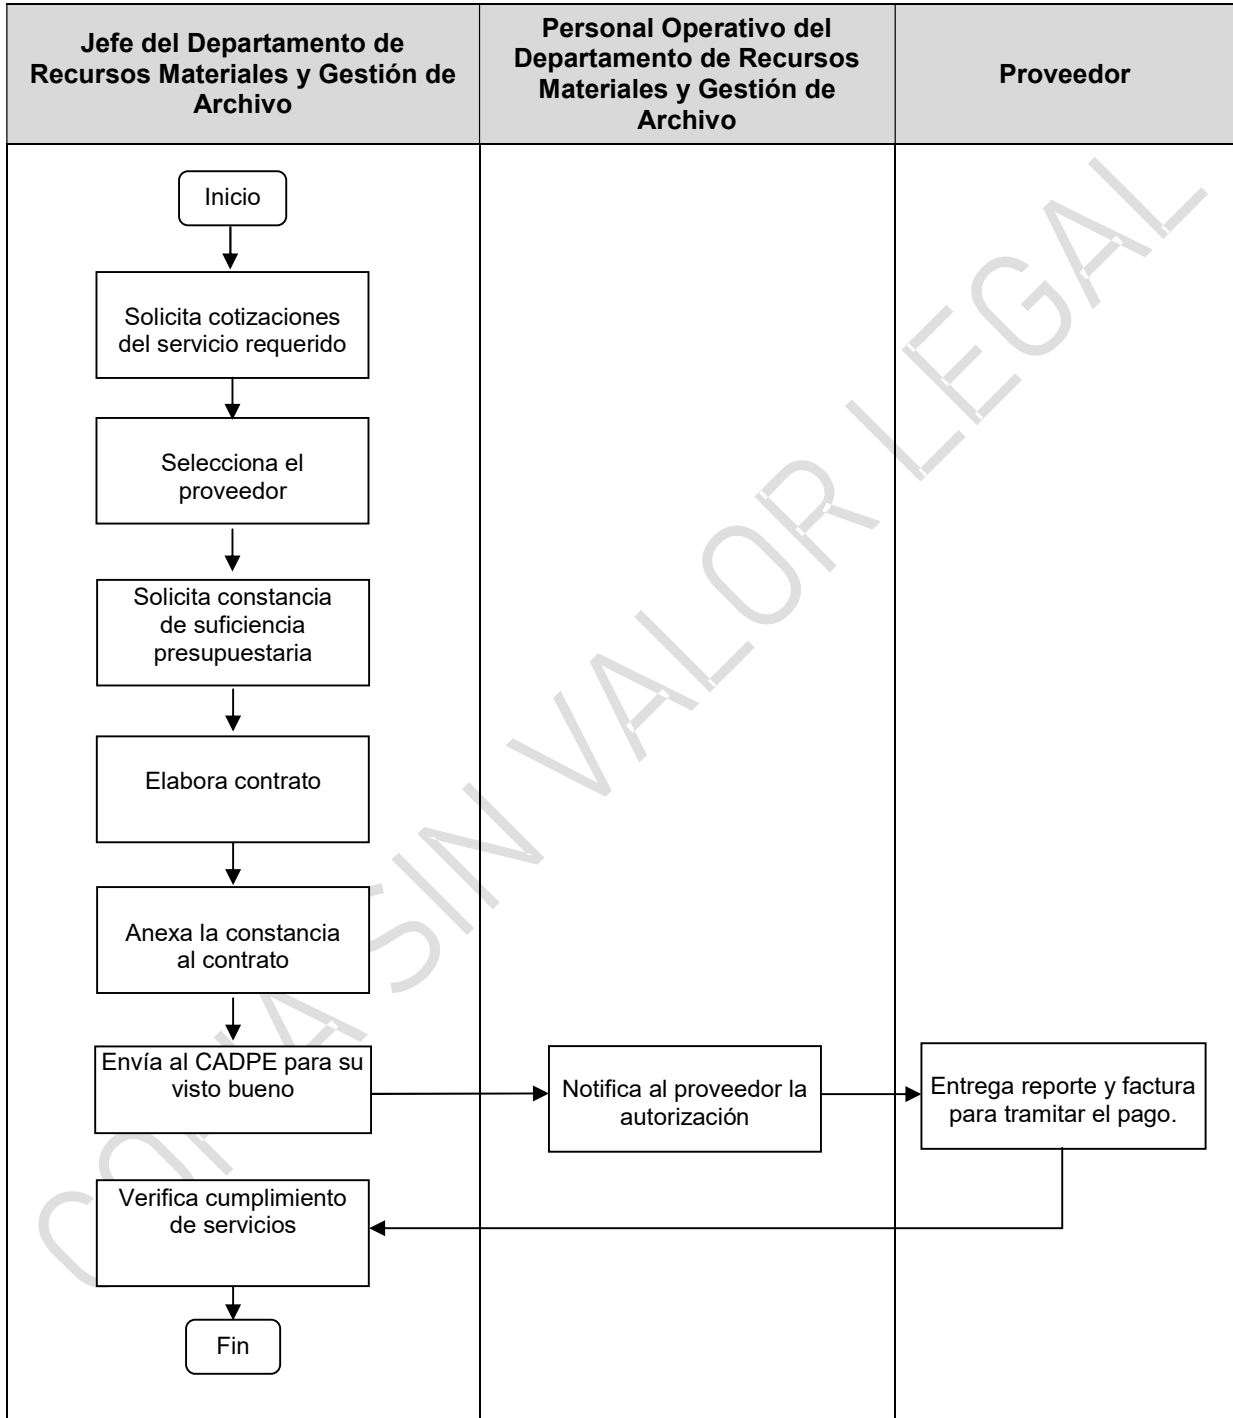 Jefe del Departamento de
Recursos Materiales y Gestión de
Archivo
Personal Operativo del
Departamento de Recursos
Materiales y Gestión de
Archivo
Proveedor
Inicio
Solicita cotizaciones
del servicio requerido
Selecciona el
proveedor
Solicita constancia
de suficiencia
presupuestaria
Elabora contrato
Anexa la constancia
al contrato
Envía al CADPE para su
visto bueno
Notifica al proveedor la
autorización
Entrega reporte y factura
para tramitar el pago.
Verifica cumplimiento
de servicios
Fin
COPIA SIN VALOR LEGAL